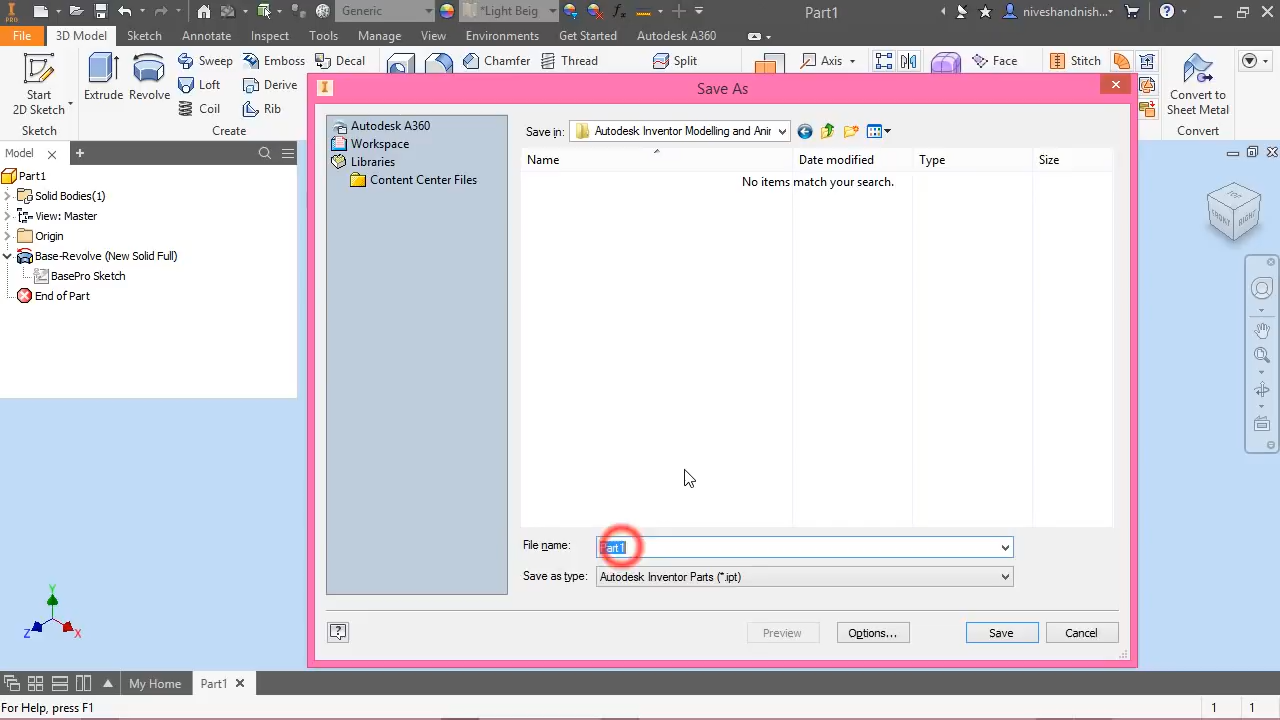 PRO
Generic
*Light Beig
Part1
niveshandnish...
File
3D Model
Sketch
Annotate
Inspect
Tools
Manage
View
Environments
Get Started
Autodesk A360
Start
2D Sketch
Extrude
Revolve
Sweep
Loft
Coil
Emboss
Derive
Rib
Decal
Chamfer
Thread
Split
Axis
Face
Stitch
Convert to
Sheet Metal
Sketch
Create
Convert
Model
Part1
Solid Bodies(1)
View: Master
Origin
Base-Revolve (New Solid Full)
BasePro Sketch
End of Part
Save As
Autodesk A360
Workspace
Libraries
Content Center Files
Save in:
Autodesk Inventor Modelling and Anir
Name
Date modified
Type
Size
No items match your search.
File name:
Part1
Save as type:
Autodesk Inventor Parts (*.ipt)
Preview
Options...
Save
Cancel
TOP
FRONT
RIGHT
Y
Z
X
My Home
Part1
For Help, press F1
1
1